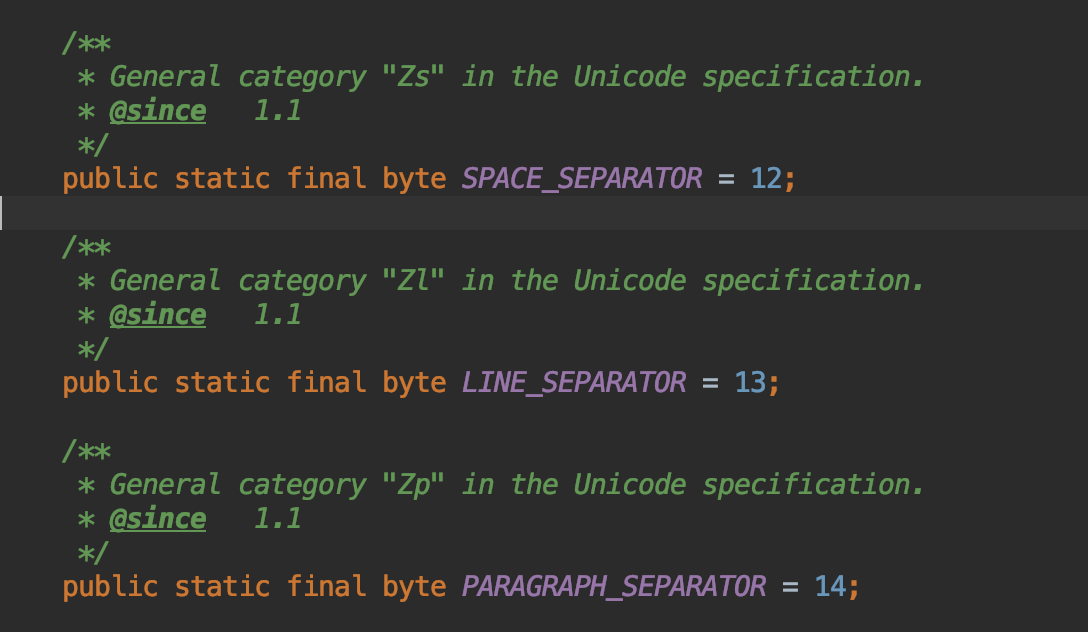 /**
 * General category "Zs" in the Unicode specification.
 * @since   1.1
 */
public static final byte SPACE_SEPARATOR = 12;
/**
 * General category "Zl" in the Unicode specification.
 * @since   1.1
 */
public static final byte LINE_SEPARATOR = 13;
/**
 * General category "Zp" in the Unicode specification.
 * @since   1.1
 */
public static final byte PARAGRAPH_SEPARATOR = 14;